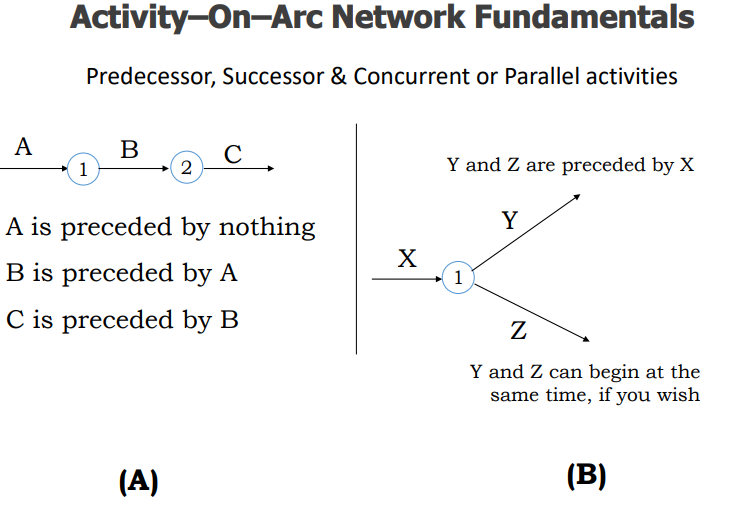 Activity–On–Arc Network Fundamentals
Predecessor, Successor & Concurrent or Parallel activities
A
1
B
2
C
A is preceded by nothing
B is preceded by A
C is preceded by B
(A)
Y and Z are preceded by X
X
1
Y
Z
Y and Z can begin at the
same time, if you wish
(B)